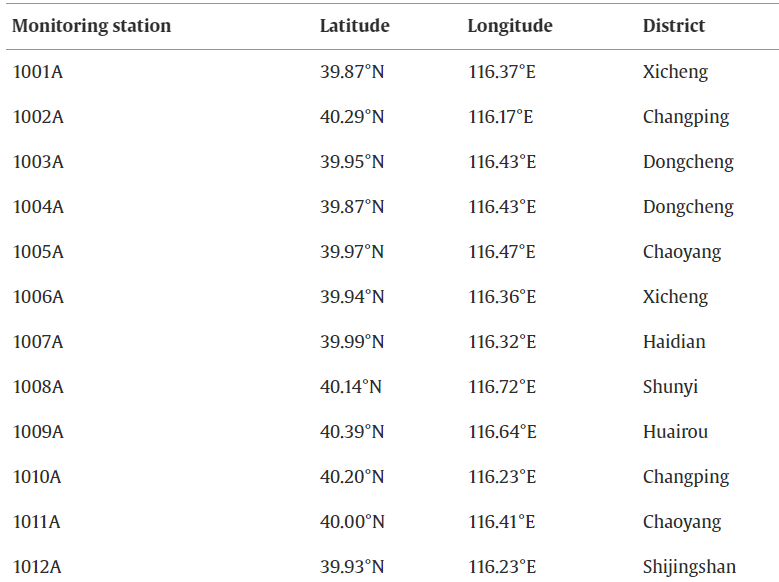 Monitoring station Latitude Longitude District
1001A 39.87°N 116.37°E Xicheng
1002A 40.29°N 116.17°E Changping
1003A 39.95°N 116.43°E Dongcheng
1004A 39.87°N 116.43°E Dongcheng
1005A 39.97°N 116.47°E Chaoyang
1006A 39.94°N 116.36°E Xicheng
1007A 39.99°N 116.32°E Haidian
1008A 40.14°N 116.72°E Shunyi
1009A 40.39°N 116.64°E Huairou
1010A 40.20°N 116.23°E Changping
1011A 40.00°N 116.41°E Chaoyang
1012A 39.93°N 116.23°E Shijingshan